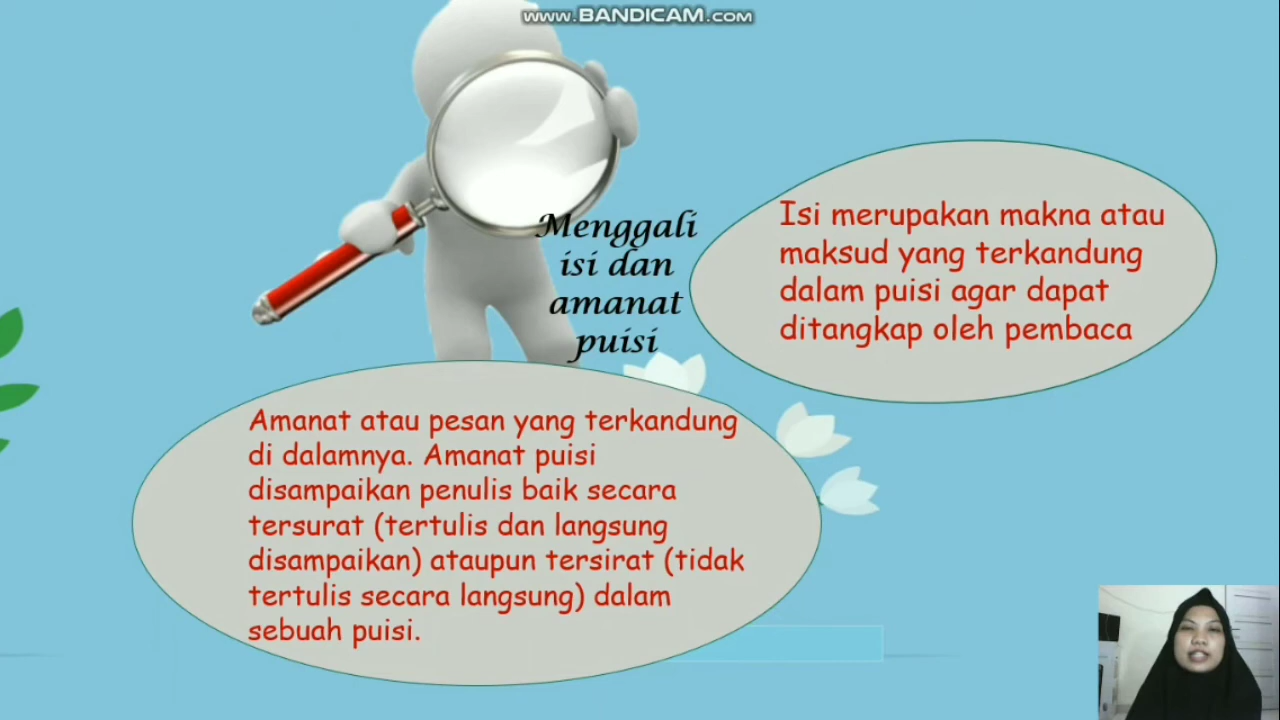 www.BANDICAM.com
Menggali
isi dan
amanat
puisi
Isi merupakan makna atau
maksud yang terkandung
dalam puisi agar dapat
ditangkap oleh pembaca
Amanat atau pesan yang terkandung
di dalamnya. Amanat puisi
disampaikan penulis baik secara
tersurat (tertulis dan langsung
disampaikan) ataupun tersirat (tidak
tertulis secara langsung) dalam
sebuah puisi.